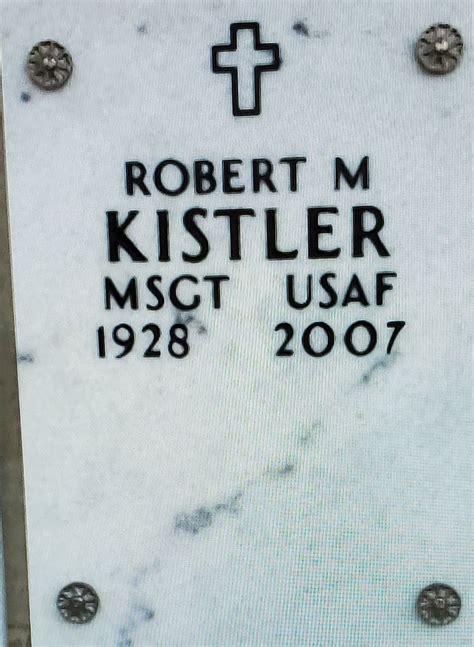 ROBERT M
KISTLER
MSGT USAF
1928 2007